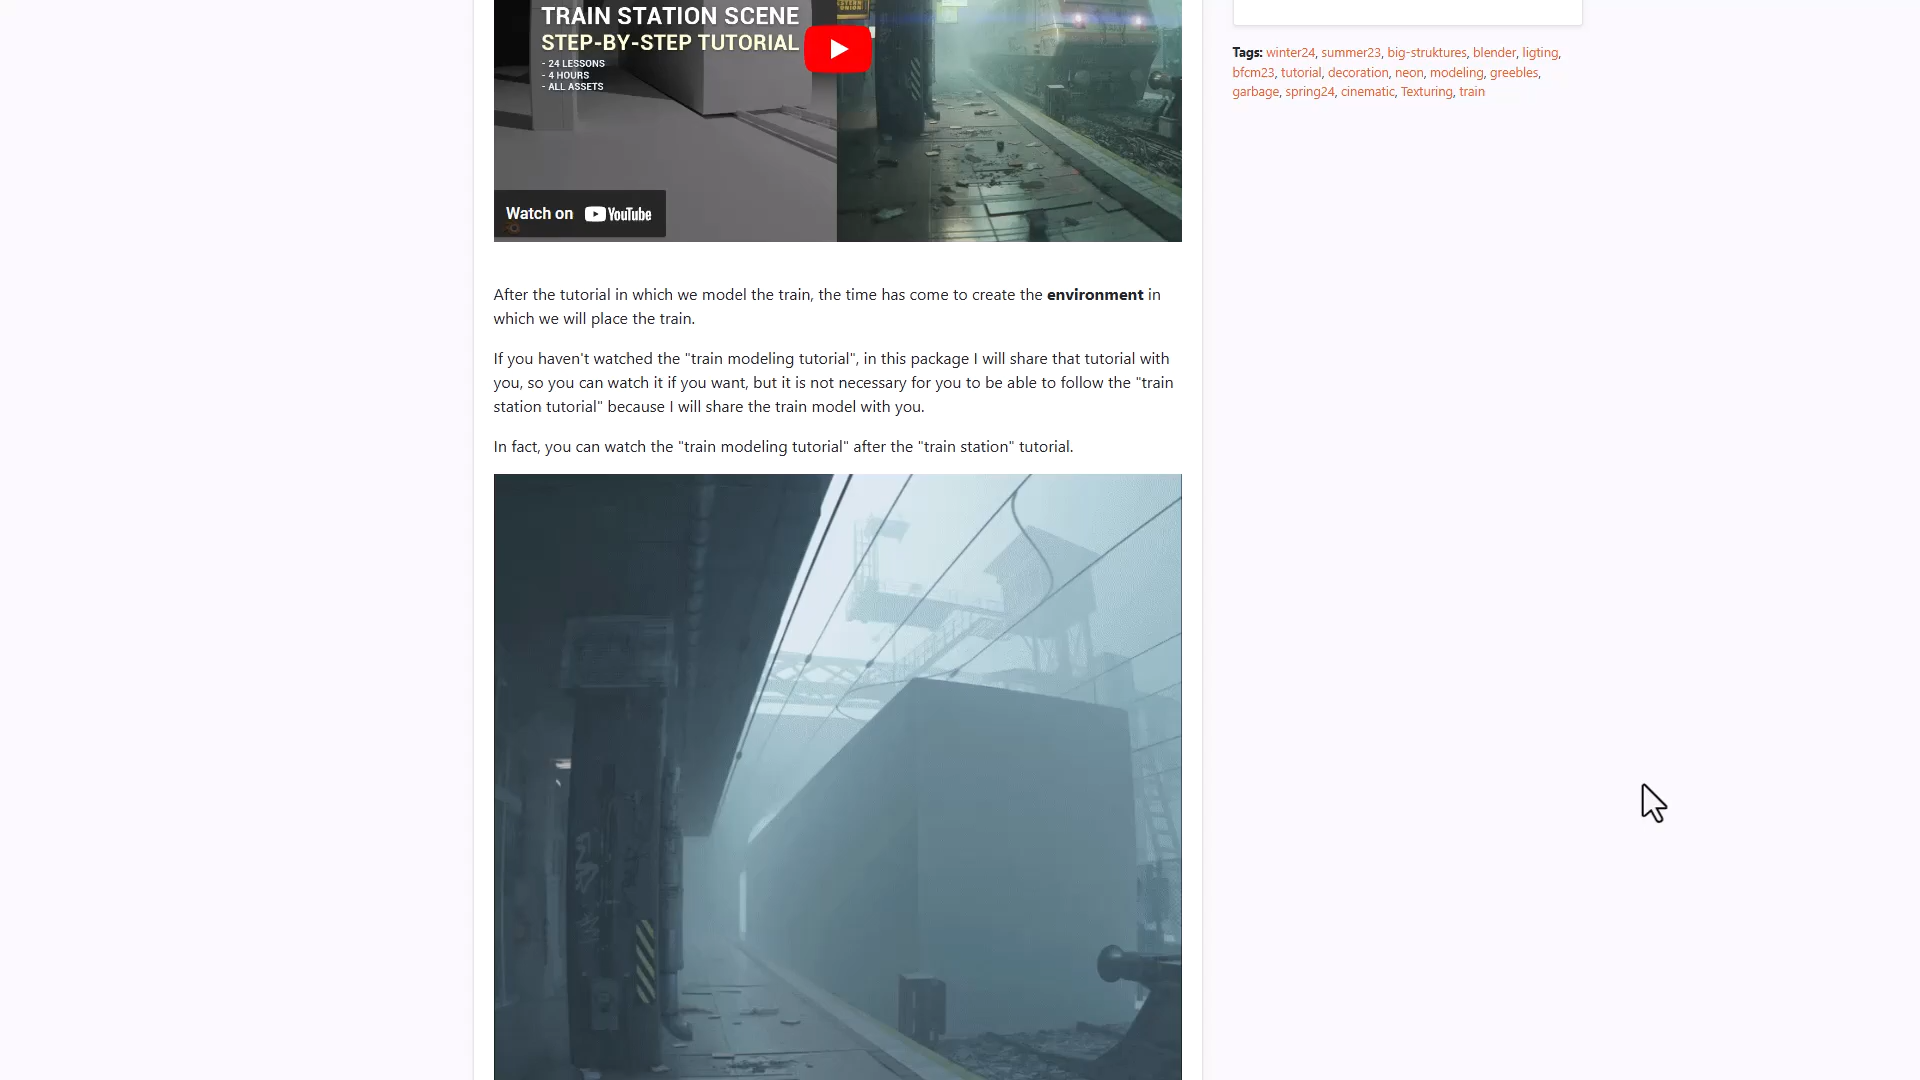 TRAIN STATION SCENE
STEP-BY-STEP TUTORIAL
- 24 LESSONS
- 4 HOURS
- ALL ASSETS
Watch on YouTube
After the tutorial in which we model the train, the time has come to create the environment in
which we will place the train.
If you haven't watched the "train modeling tutorial", in this package I will share that tutorial with
you, so you can watch it if you want, but it is not necessary for you to be able to follow the "train
station tutorial" because I will share the train model with you.
In fact, you can watch the "train modeling tutorial" after the "train station" tutorial.
Tags: winter24, summer23, big-struktures, blender, ligting,
bfcm23, tutorial, decoration, neon, modeling, greebles,
garbage, spring24, cinematic, Texturing, train